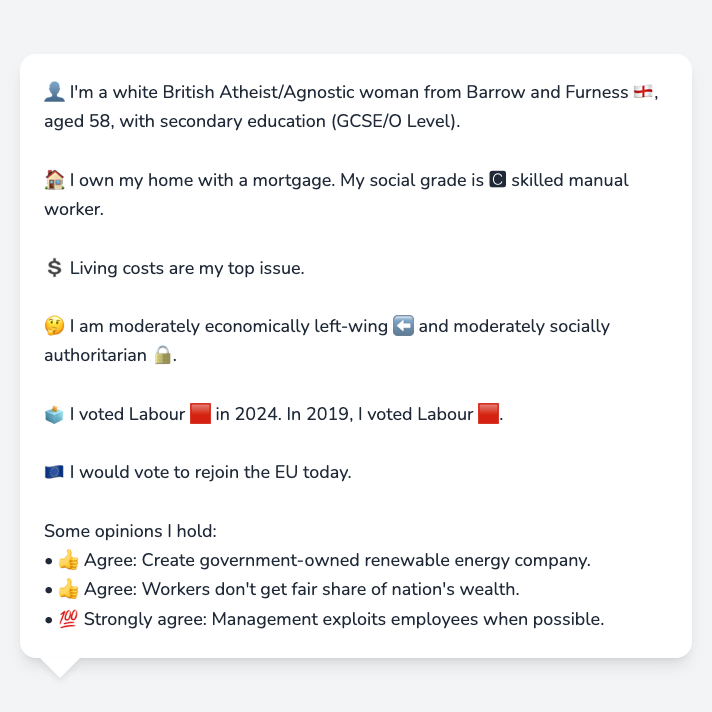 👤 I'm a white British Atheist/Agnostic woman from Barrow and Furness 🏴󠁧󠁢󠁥󠁮󠁧󠁿,
aged 58, with secondary education (GCSE/O Level).
🏠 I own my home with a mortgage. My social grade is 🅲 skilled manual
worker.
💲 Living costs are my top issue.
🤔 I am moderately economically left-wing ⬅️ and moderately socially
authoritarian 🔒.
🗳️ I voted Labour 🟥 in 2024. In 2019, I voted Labour 🟥.
🇪🇺 I would vote to rejoin the EU today.
Some opinions I hold:
• 👍 Agree: Create government-owned renewable energy company.
• 👍 Agree: Workers don't get fair share of nation's wealth.
• 💯 Strongly agree: Management exploits employees when possible.